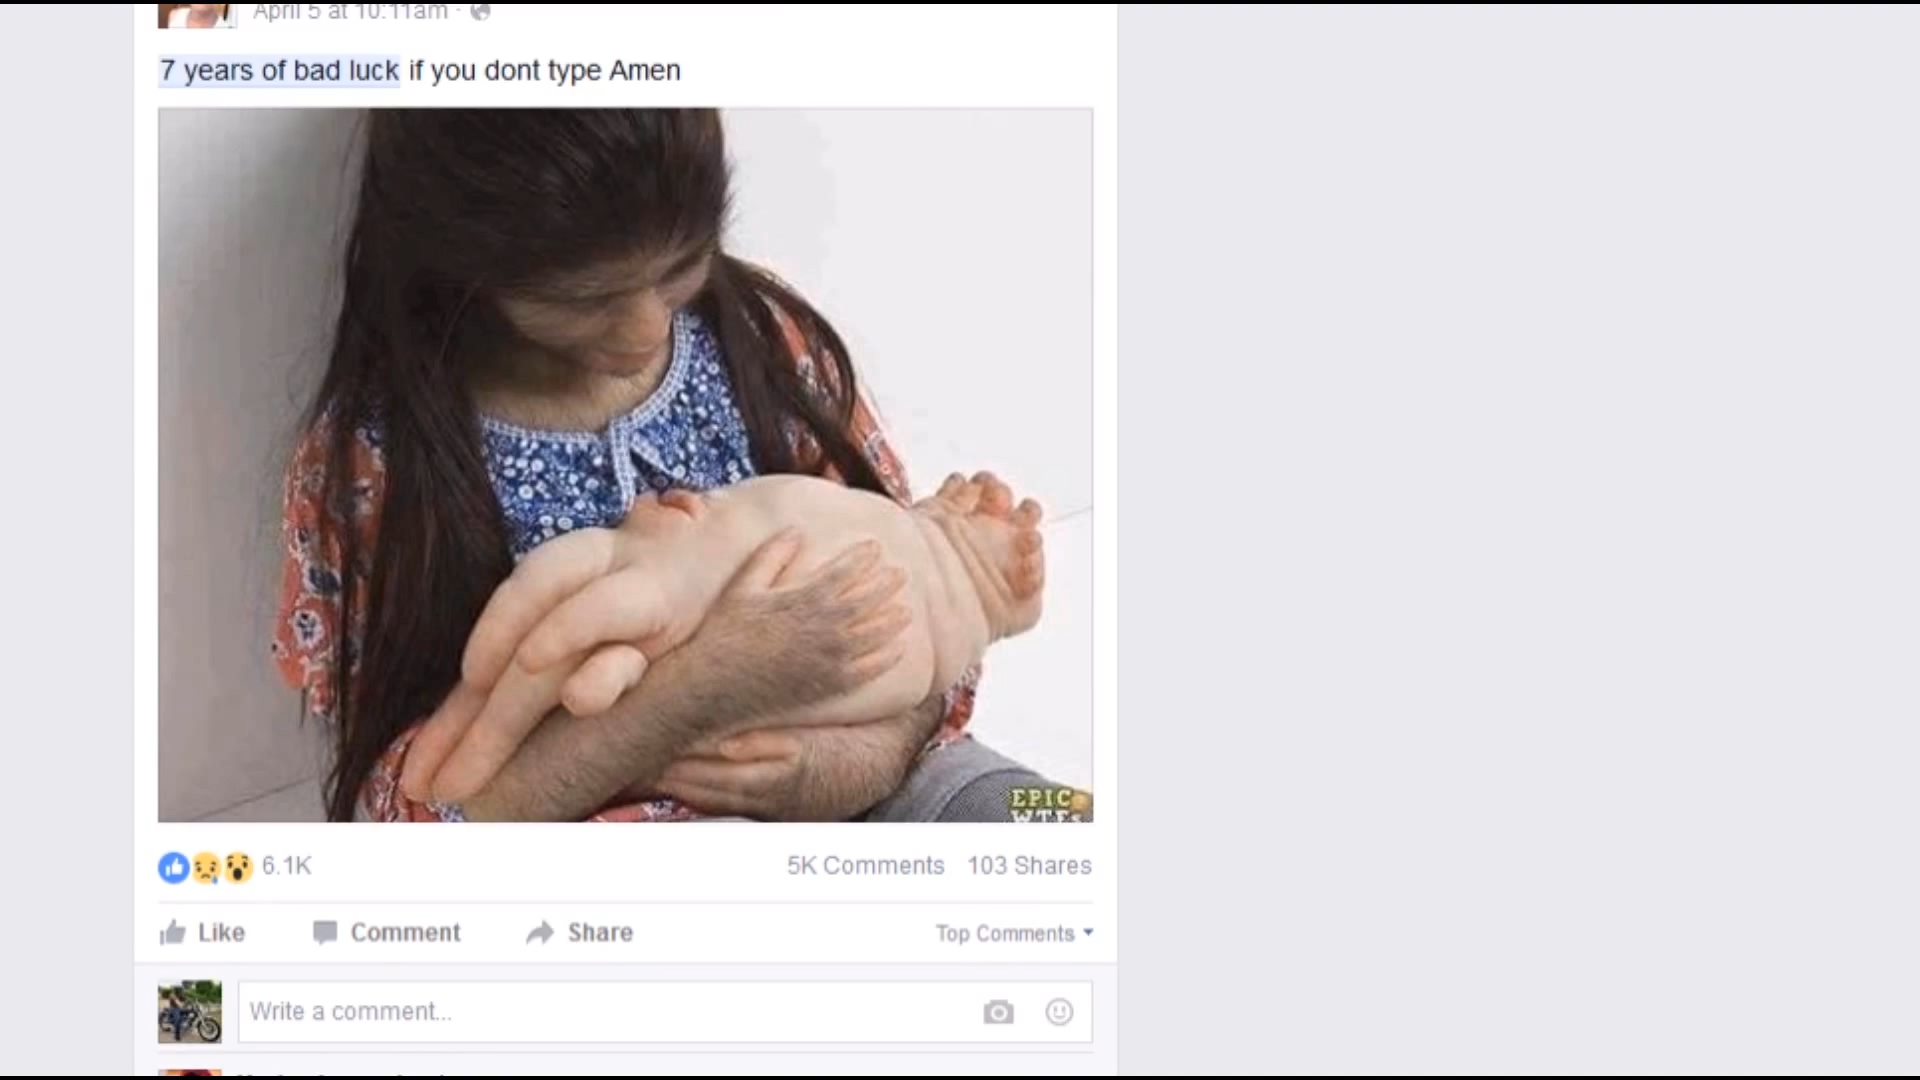 April 5 at 10:11am ·
7 years of bad luck if you dont type Amen
EPIC
WTFs
6.1K
5K Comments 103 Shares
Like Comment Share Top Comments
Write a comment...